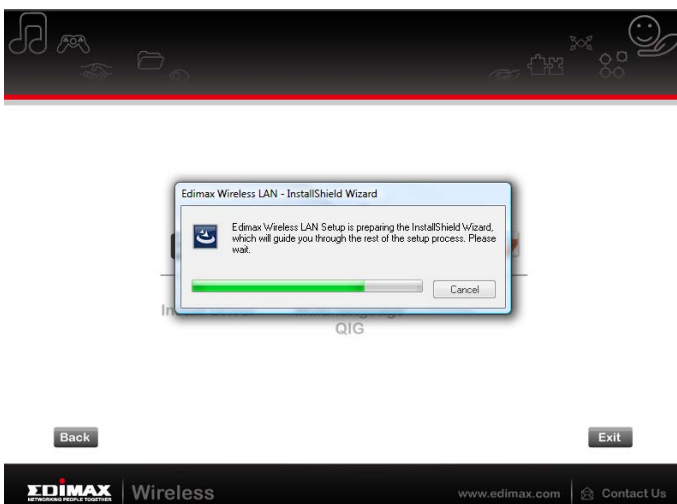 Edimax Wireless LAN - InstallShield Wizard
Edimax Wireless LAN Setup is preparing the InstallShield Wizard,
which will guide you through the rest of the setup process. Please
wait.
Cancel
QIG
Back
Exit
EDIMAX
NETWORKING PEOPLE TOGETHER
Wireless
www.edimax.com
Contact Us